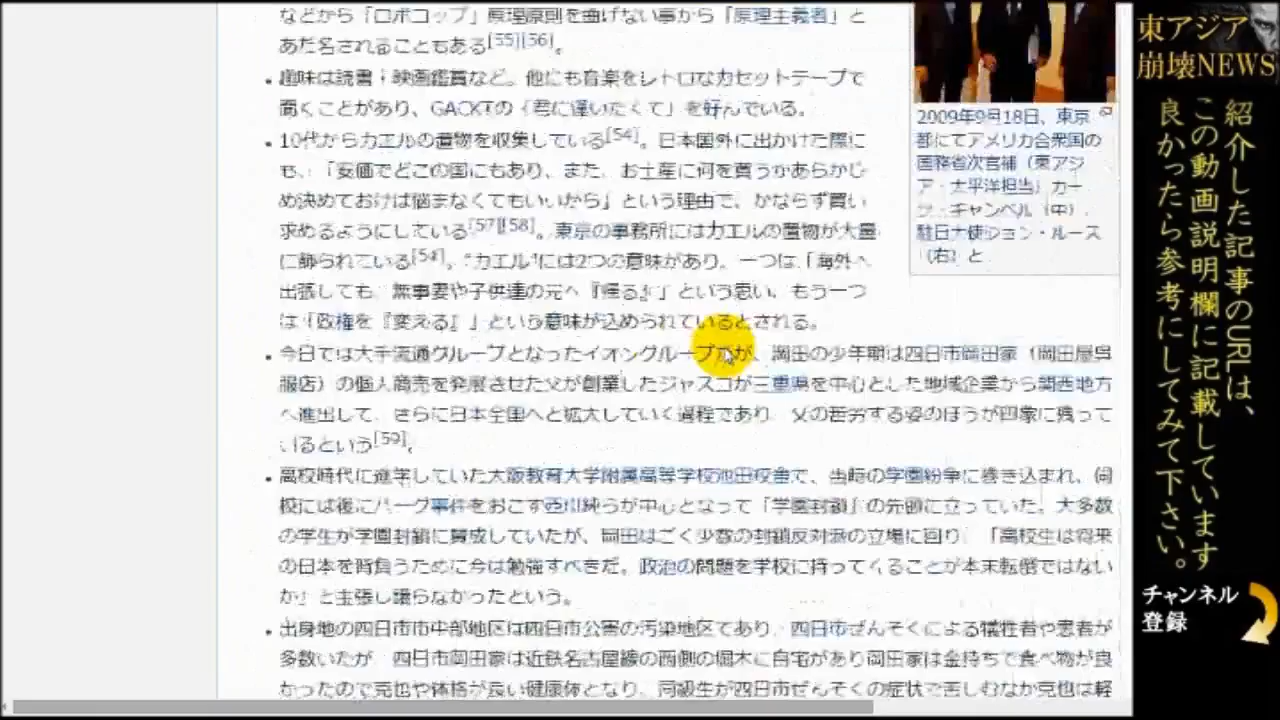 などから「ロボコップ」原理原則を曲げない事から「原理主義者」と
あだ名されることもある[55][56]。
趣味は読書・映画鑑賞など。他にも音楽をレトロなカセットテープで
聞くことがあり、GACKTの「君に逢いたくて」を好んでいる。
10代からカエルの置物を収集している[54]。日本国外に出かけた際に
も、「安価でどこの国にもあり、また、お土産に何を買うかあらかじ
め決めておけば悩まなくてもいいから」という理由で、かならず買い
求めるようにしている[57][58]。東京の事務所にはカエルの置物が大量
に飾られている[54]。"カエル"には2つの意味があり、一つは「海外へ
出張しても、無事妻や子供達の元へ『帰る』」という思い、もう一つ
は「政権を『変える』」という意味が込められているとされる。
今日では大手流通グループとなったイオングループだが、岡田の少年期は四日市岡田家（岡田屋呉
服店）の個人商売を発展させた父が創業したジャスコが三重県を中心とした地域企業から関西地方
へ進出して、さらに日本全国へと拡大していく過程であり、父の苦労する姿のほうが印象に残って
いるという[59]。
高校時代に進学していた大阪教育大学附属高等学校池田校舎で、当時の学園紛争に巻き込まれ、同
校には後にハーグ事件をおこす西川純らが中心となって「学園封鎖」の先頭に立っていた。大多数
の学生が学園封鎖に賛成していたが、岡田はごく少数の封鎖反対派の立場に回り、「高校生は将来
の日本を背負うために今は勉強すべきだ。政治の問題を学校に持ってくることが本末転倒ではない
か」と主張し譲らなかったという。
出身地の四日市市中部地区は四日市公害の汚染地区であり、四日市ぜんそくによる犠牲者や患者が
多数いたが、四日市岡田家は近鉄名古屋線の西側の堀木に自宅があり岡田家は金持ちで食べ物が良
かったので克也や体格が良い健康体となり、同級生が四日市ぜんそくの症状で苦しむなか克也は軽
2009年9月18日、東京
都にてアメリカ合衆国の
国務省次官補（東アジ
ア・太平洋担当）カー
ト・キャンベル（中）、
駐日大使ジョン・ルース
（右）と
東アジア
崩壊NEWS
紹介した記事のURLは、
この動画説明欄に記載しています
良かったら参考にしてみて下さい。
チャンネル
登録